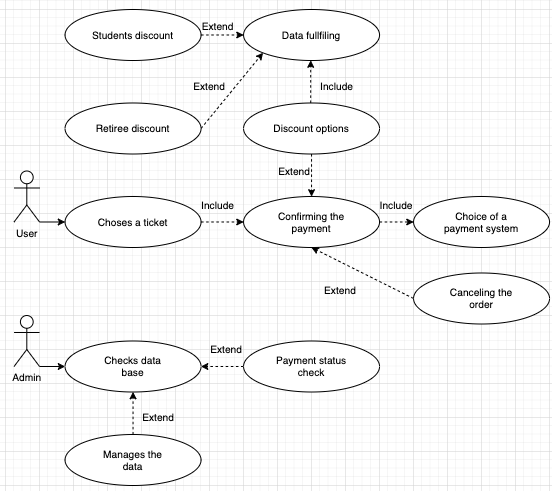 Extend
Students discount
Data fullfiling
Extend
Include
Retiree discount
Discount options
Extend
Include
Include
User
Choses a ticket
Confirming the
payment
Choice of a
payment system
Extend
Canceling the
order
Extend
Admin
Checks data
base
Payment status
check
Extend
Manages the
data